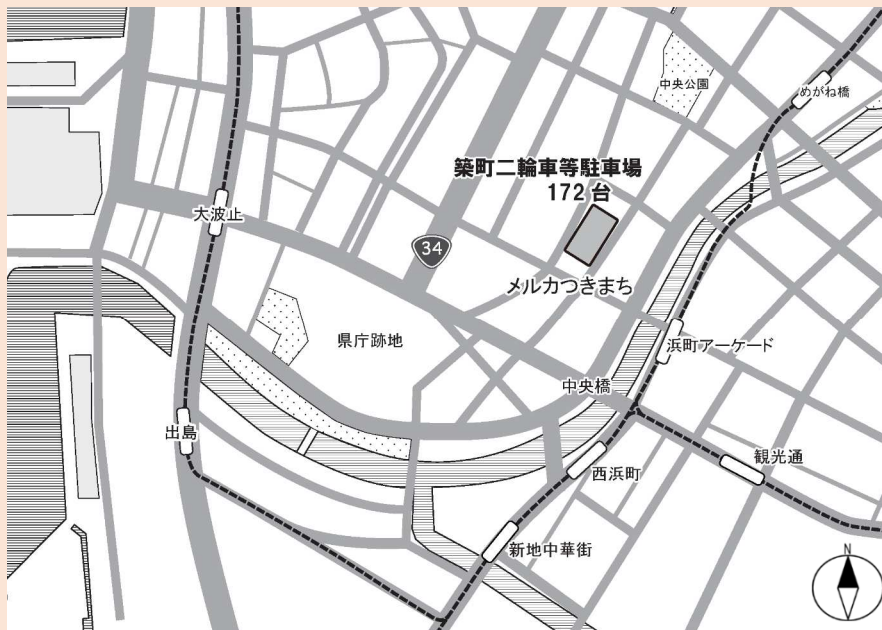 中央公園
めがね橋
築町二輪車等駐車場
172 台
大波止
34
メルカつきまち
県庁跡地
浜町アーケード
中央橋
出島
観光通
西浜町
新地中華街
N